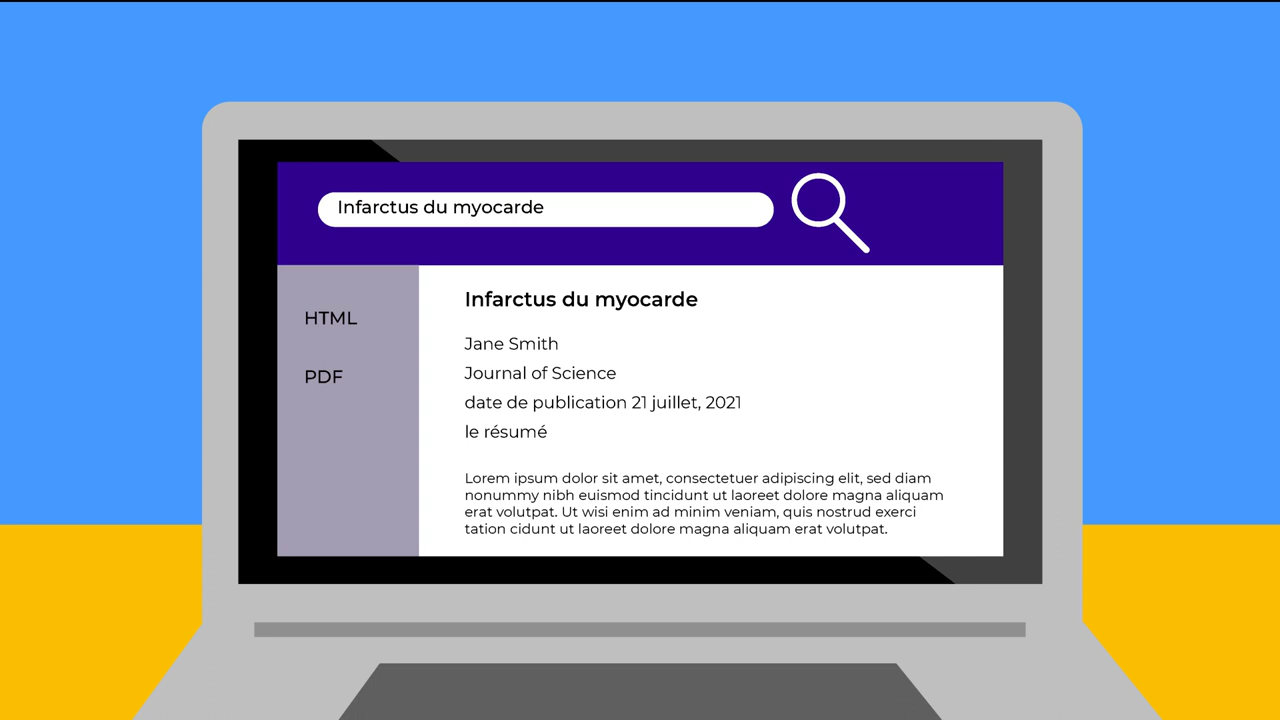 Infarctus du myocarde
HTML
PDF
Infarctus du myocarde
Jane Smith
Journal of Science
date de publication 21 juillet, 2021
le résumé
Lorem ipsum dolor sit amet, consectetuer adipiscing elit, sed diam
nonummy nibh euismod tincidunt ut laoreet dolore magna aliquam
erat volutpat. Ut wisi enim ad minim veniam, quis nostrud exerci
tation cidunt ut laoreet dolore magna aliquam erat volutpat.